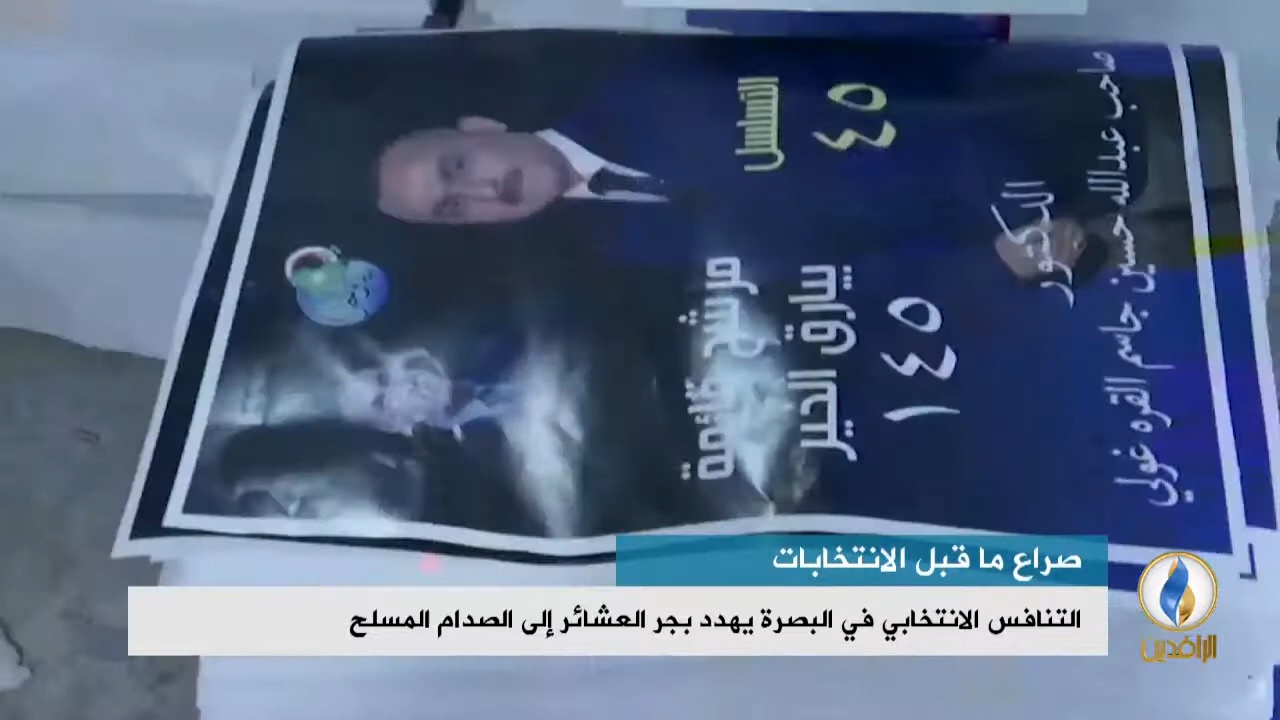 التسلسل
٤٥
مرشح قائمة
بيارق الخير
١٤٥
الدكتور
صاحب عبدالله حسين جاسم القره غولي
صراع ما قبل الانتخابات
التنافس الانتخابي في البصرة يهدد بجر العشائر إلى الصدام المسلح
الرافدين